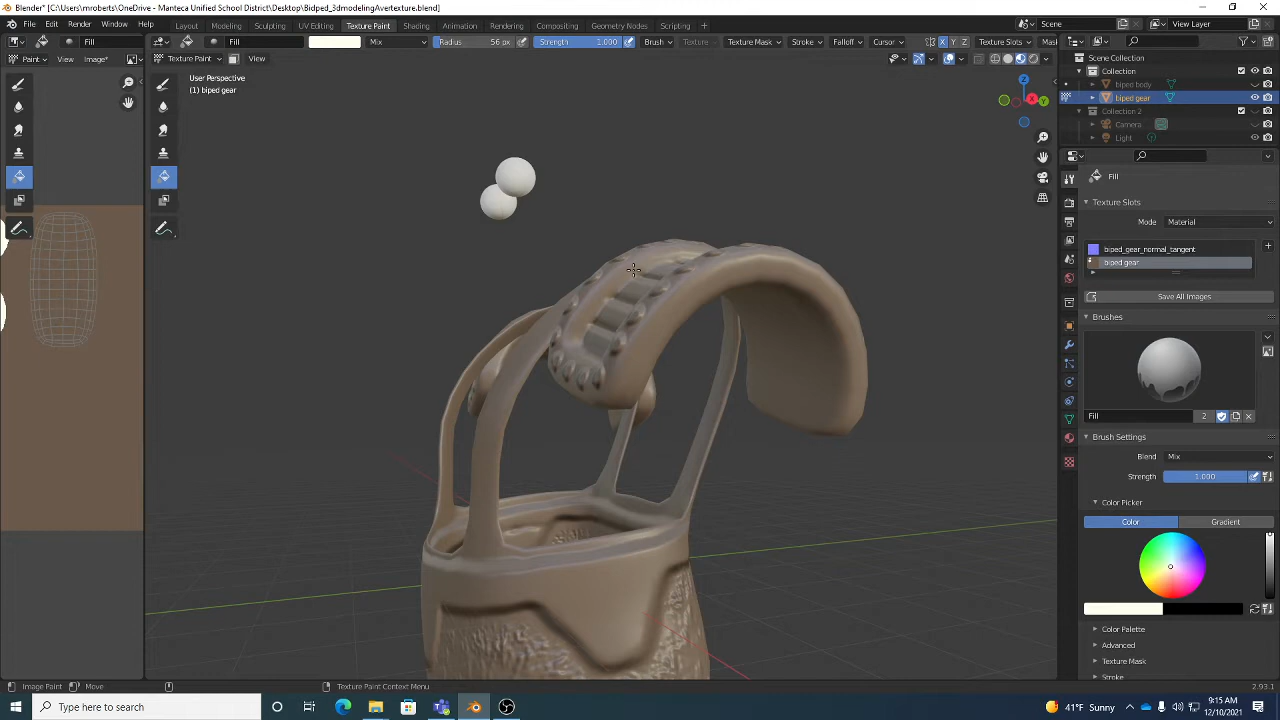 Blender* [C:\Users\mroberts\OneDrive - Manteca Unified School District\Desktop\Bidped_3dmodelingAvetexture.blend]
File Edit Render Window Help Layout Modeling Sculpting UV Editing Texture Paint Shading Animation Rendering Compositing Geometry Nodes Scripting + Scene View Layer
Fill Fill Mix Radius 56 px Strength 1.000 Brush Texture Texture Mask Stroke Falloff Cursor X Y Z Texture Slots Mask
Paint View Image* Texture Paint View
User Perspective
(1) biped gear
Scene Collection
Collection
biped body
biped gear
Collection 2
Camera
Light
Z
X
Y
Fill
Texture Slots
Mode Material
biped_gear_normal_tangent
biped gear
Save All Images
Brushes
Fill 2
Brush Settings
Blend Mix
Strength 1.000
Color Picker
Color Gradient
Color Palette
Advanced
Texture Mask
Stroke
Image Paint Move Texture Paint Context Menu 2.93.1
Type here to search 41°F Sunny 9:15 AM
12/10/2021